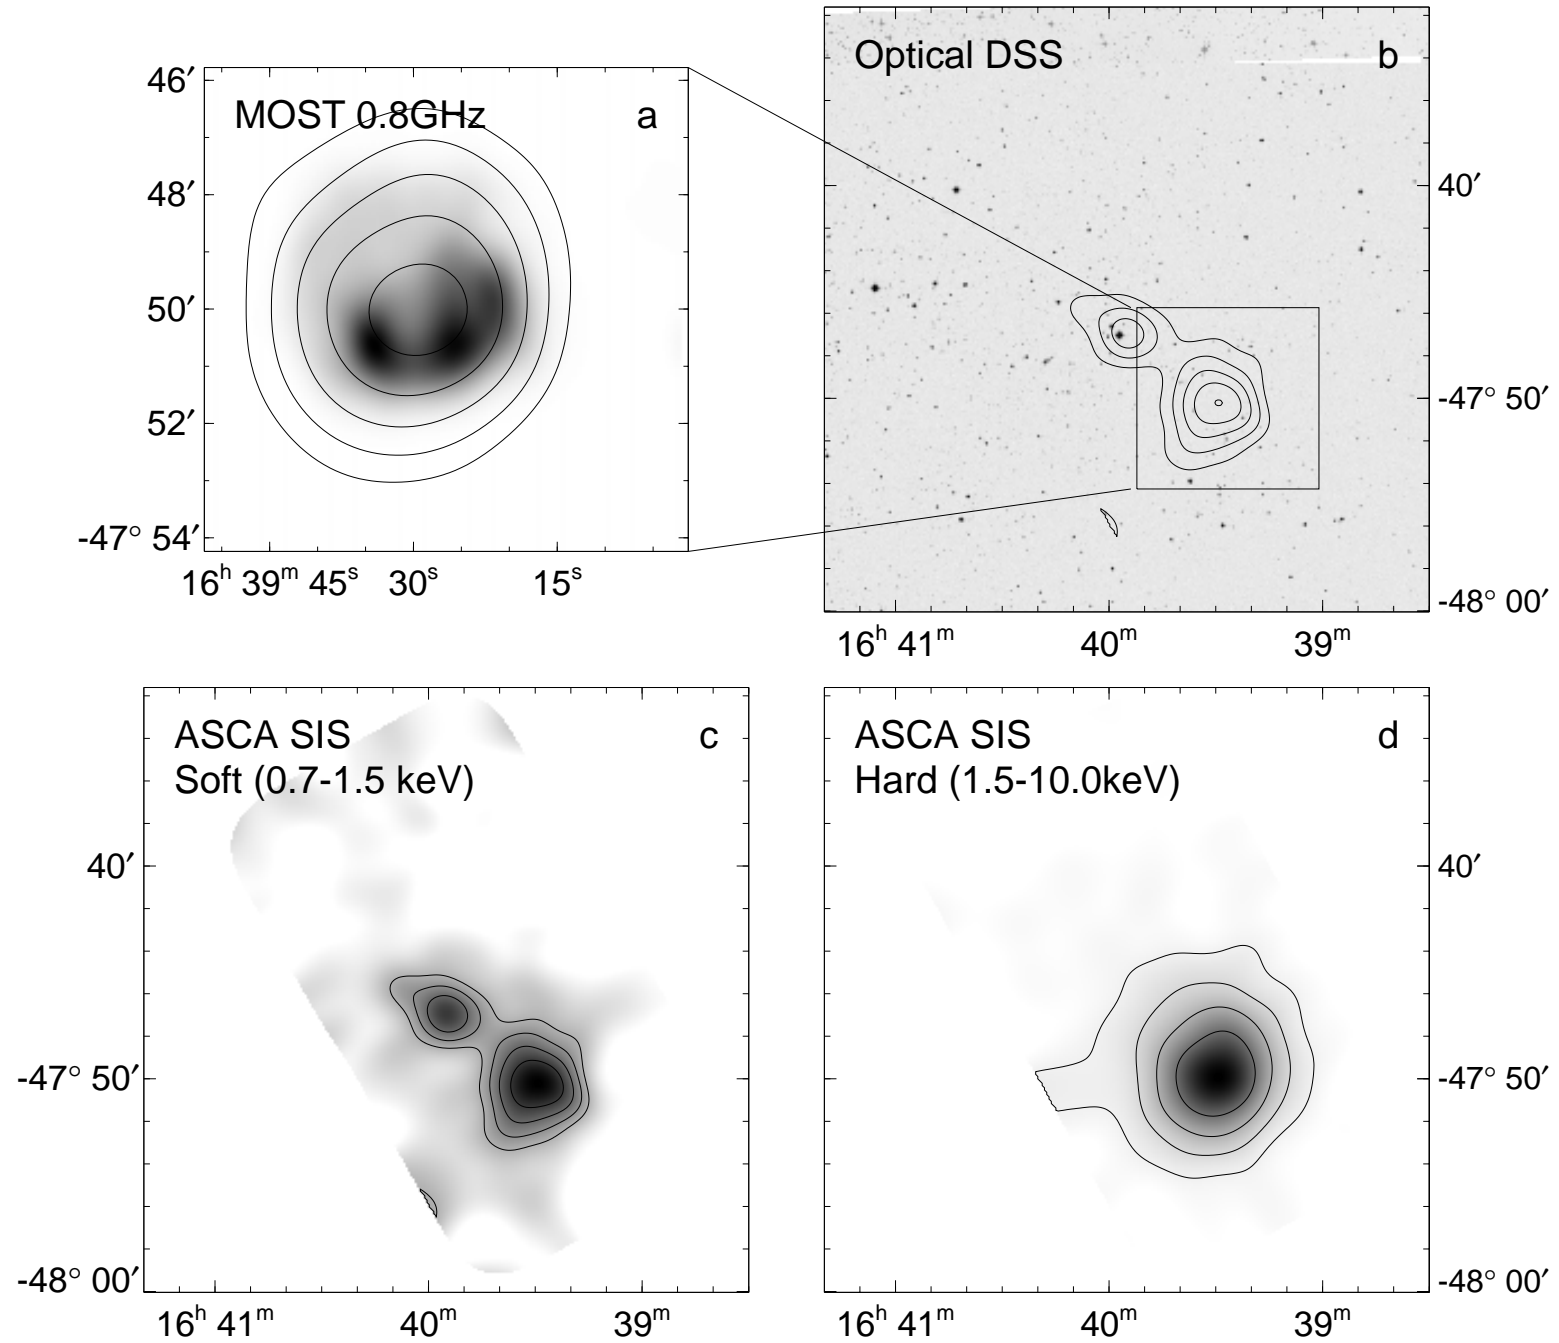 MOST 0.8GHz
a
46′
48′
50′
52′
-47° 54′
16ʰ 39ᵐ 45ˢ
30ˢ
15ˢ
Optical DSS
b
40′
-47° 50′
-48° 00′
16ʰ 41ᵐ
40ᵐ
39ᵐ
ASCA SIS
Soft (0.7-1.5 keV)
c
40′
-47° 50′
-48° 00′
16ʰ 41ᵐ
40ᵐ
39ᵐ
ASCA SIS
Hard (1.5-10.0keV)
d
40′
-47° 50′
-48° 00′
16ʰ 41ᵐ
40ᵐ
39ᵐ